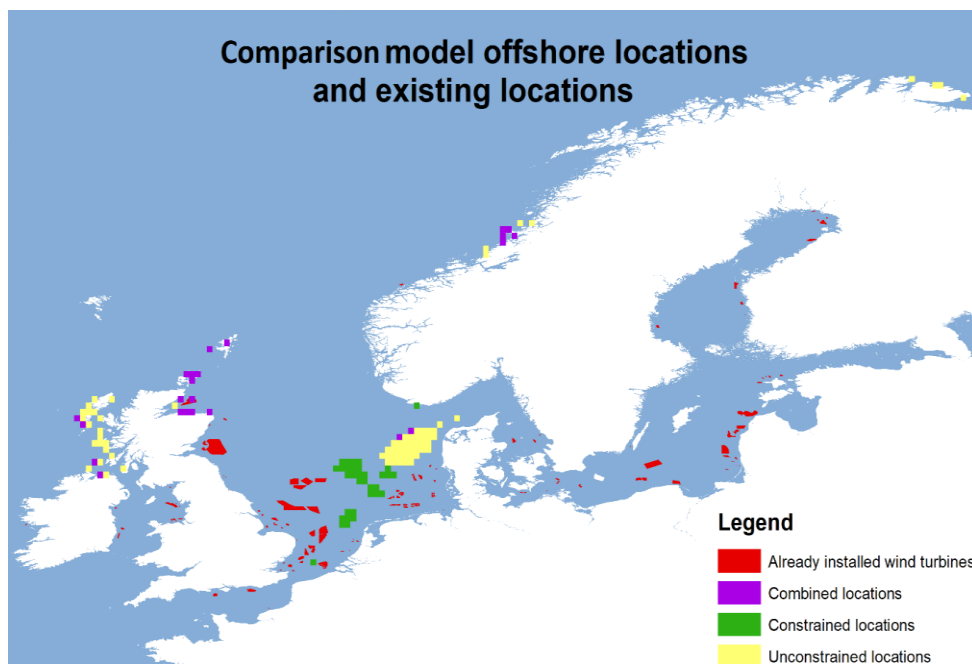 Comparison model offshore locations
and existing locations
Legend
Already installed wind turbines
Combined locations
Constrained locations
Unconstrained locations